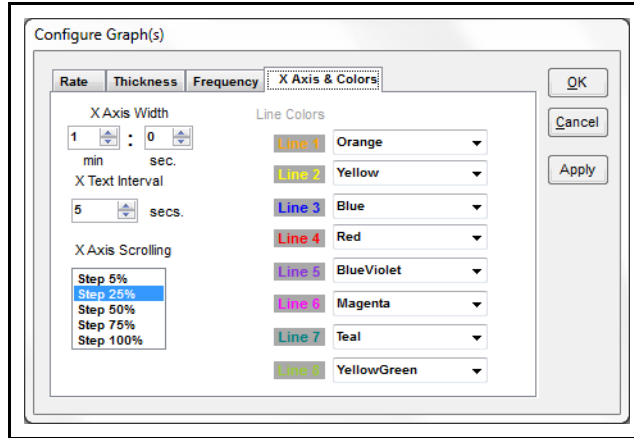 Configure Graph(s)
Rate Thickness Frequency X Axis & Colors
OK
Cancel
Apply
X Axis Width
1 : 0
min sec.
X Text Interval
5 secs.
X Axis Scrolling
Step 5%
Step 25%
Step 50%
Step 75%
Step 100%
Line Colors
Line 1 Orange
Line 2 Yellow
Line 3 Blue
Line 4 Red
Line 5 BlueViolet
Line 6 Magenta
Line 7 Teal
Line 8 YellowGreen